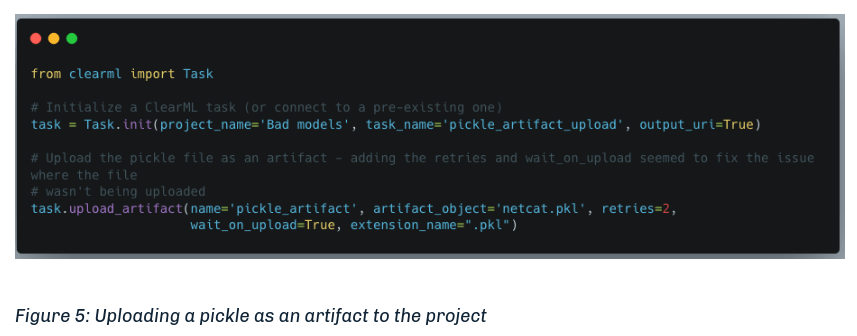 from clearml import Task
# Initialize a ClearML task (or connect to a pre-existing one)
task = Task.init(project_name='Bad models', task_name='pickle_artifact_upload', output_uri=True)
# Upload the pickle file as an artifact - adding the retries and wait_on_upload seemed to fix the issue
where the file
# wasn't being uploaded
task.upload_artifact(name='pickle_artifact', artifact_object='netcat.pkl', retries=2,
wait_on_upload=True, extension_name=".pkl")
Figure 5: Uploading a pickle as an artifact to the project